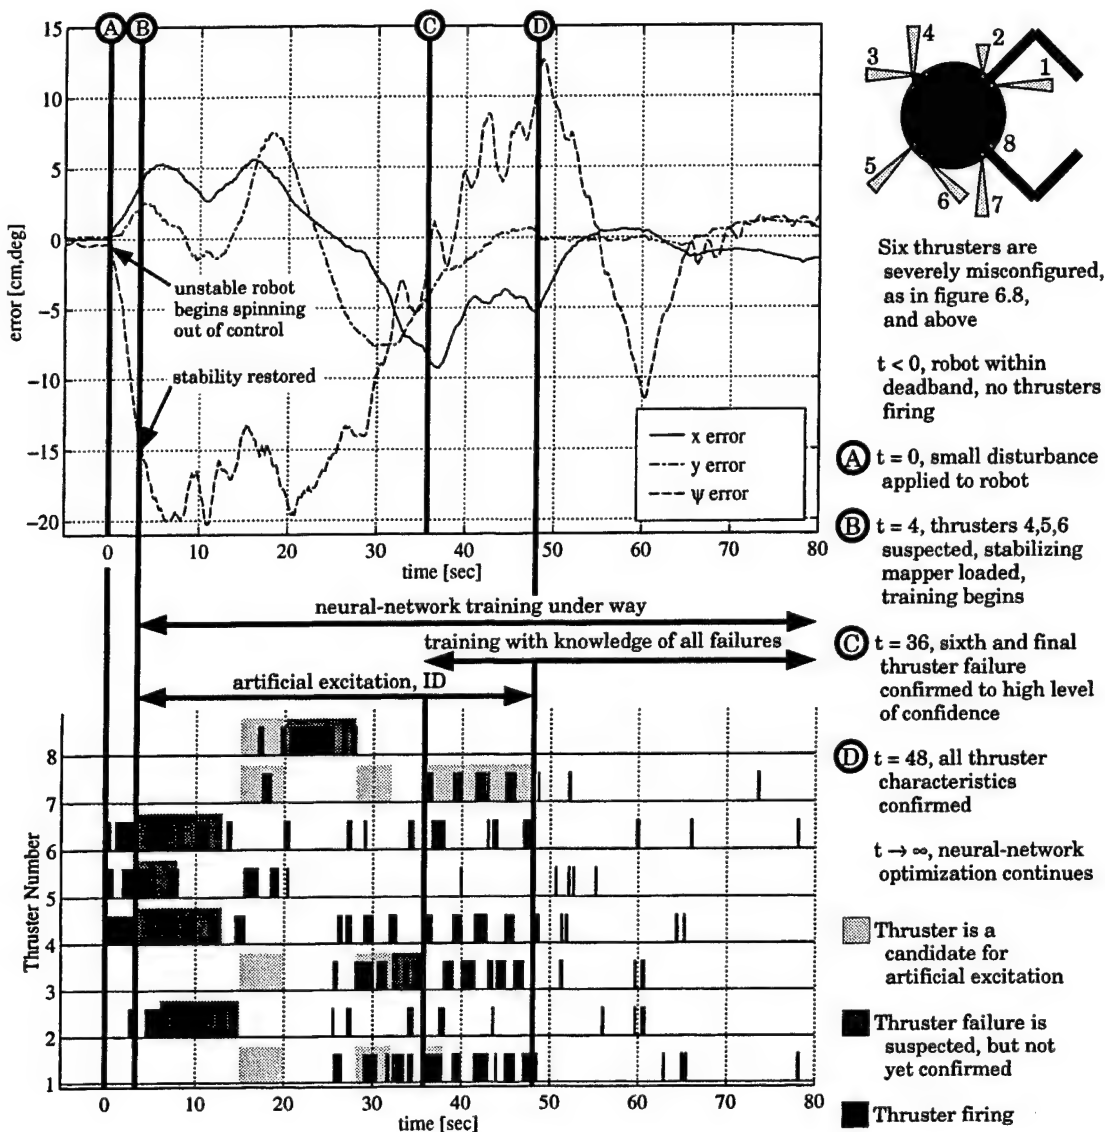 A
B
C
D
15
10
5
0
−5
−10
−15
−20
error [cm,deg]
unstable robot
begins spinning
out of control
stability restored
x error
y error
ψ error
0
10
20
30
40
50
60
70
80
time [sec]
neural-network training under way
training with knowledge of all failures
artificial excitation, ID
8
7
6
5
4
3
2
1
Thruster Number
0
10
20
30
40
50
60
70
80
time [sec]
4
2
3
1
5
8
6
7
Six thrusters are
severely misconfigured,
as in figure 6.8,
and above
t < 0, robot within
deadband, no thrusters
firing
A t = 0, small disturbance
applied to robot
B t = 4, thrusters 4,5,6
suspected, stabilizing
mapper loaded,
training begins
C t = 36, sixth and final
thruster failure
confirmed to high level
of confidence
D t = 48, all thruster
characteristics
confirmed
t → ∞, neural-network
optimization continues
Thruster is a
candidate for
artificial excitation
Thruster failure is
suspected, but not
yet confirmed
Thruster firing